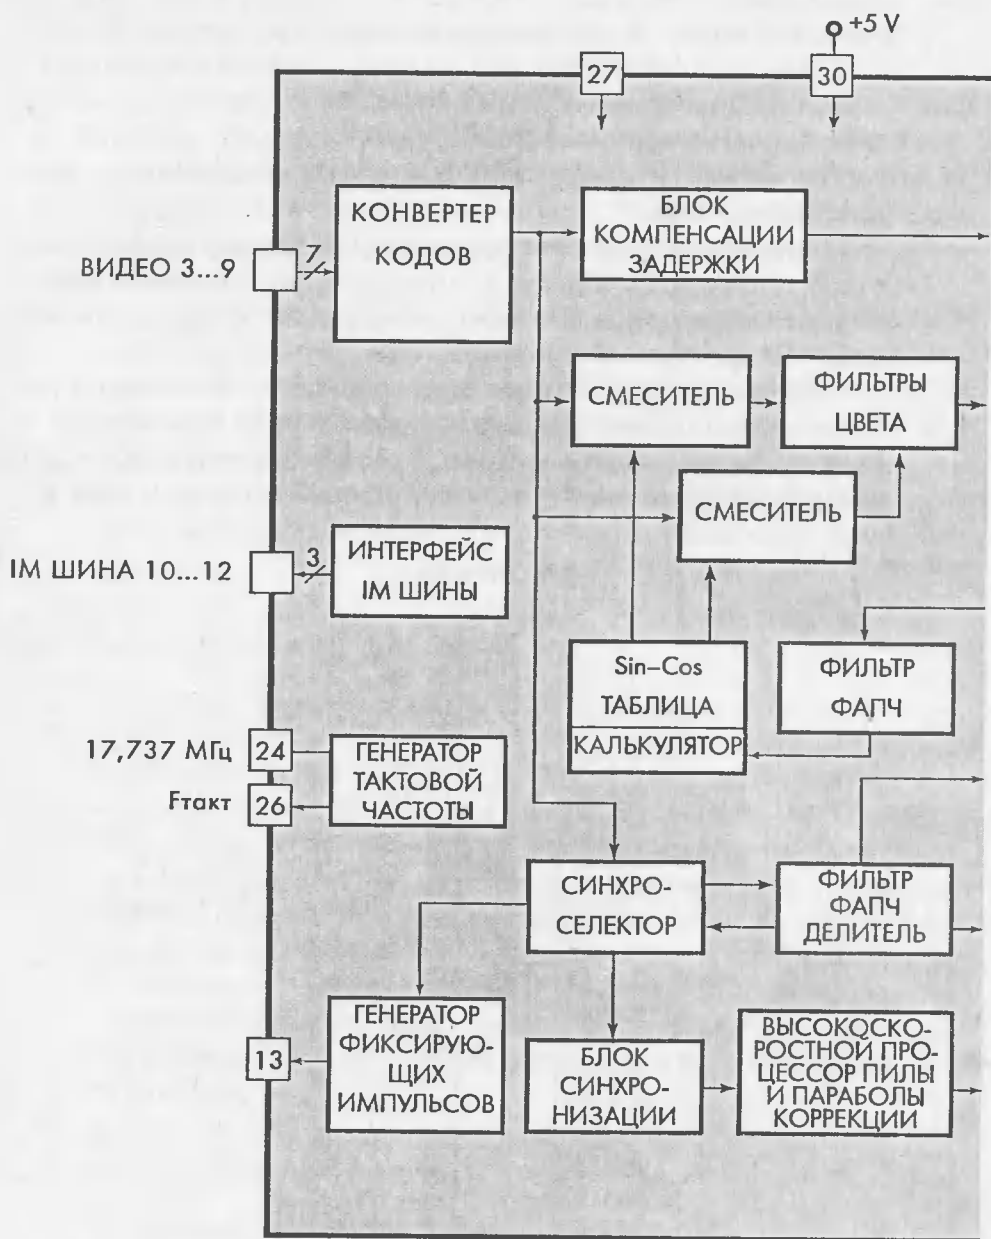 +5 V
27
30
КОНВЕРТЕР
КОДОВ
БЛОК
КОМПЕНСАЦИИ
ЗАДЕРЖКИ
ВИДЕО 3...9
7
СМЕСИТЕЛЬ
ФИЛЬТРЫ
ЦВЕТА
СМЕСИТЕЛЬ
IM ШИНА 10...12
3
ИНТЕРФЕЙС
IM ШИНЫ
Sin–Cos
ТАБЛИЦА
КАЛЬКУЛЯТОР
ФИЛЬТР
ФАПЧ
17,737 МГц
24
ГЕНЕРАТОР
ТАКТОВОЙ
ЧАСТОТЫ
Fтакт
26
СИНХРО-
СЕЛЕКТОР
ФИЛЬТР
ФАПЧ
ДЕЛИТЕЛЬ
13
ГЕНЕРАТОР
ФИКСИРУЮ-
ЩИХ
ИМПУЛЬСОВ
БЛОК
СИНХРО-
НИЗАЦИИ
ВЫСОКОСКО-
РОСТНОЙ ПРО-
ЦЕССОР ПИЛЫ
И ПАРАБОЛЫ
КОРРЕКЦИИ